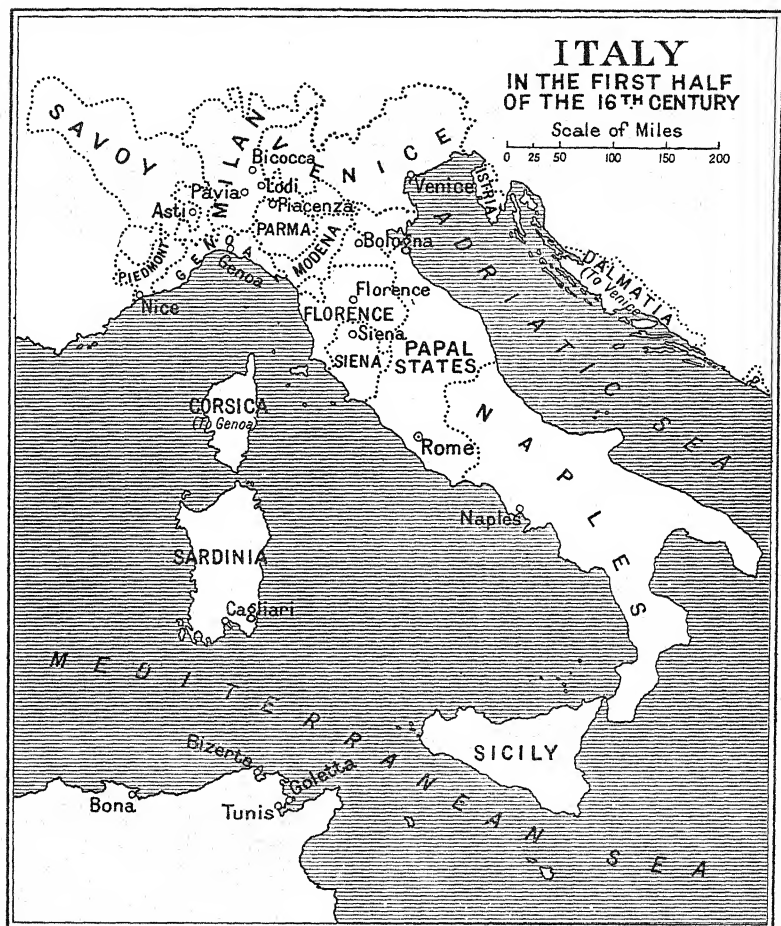 ITALY
IN THE FIRST HALF
OF THE 16TH CENTURY
Scale of Miles
0 25 50 100 150 200
SAVOY
MILAN
VENICE
Bicocca
Pavia
Lodi
Asti
Piacenza
Venice
ISTRIA
PARMA
PIEDMONT
GENOA
Genoa
MODENA
Bologna
ADRIATIC SEA
DALMATIA
(To Venice)
Nice
Florence
FLORENCE
Siena
SIENA
PAPAL
STATES
CORSICA
(To Genoa)
Rome
NAPLES
Naples
SARDINIA
Cagliari
MEDITERRANEAN SEA
SICILY
Bizerta
Goletta
Bona
Tunis